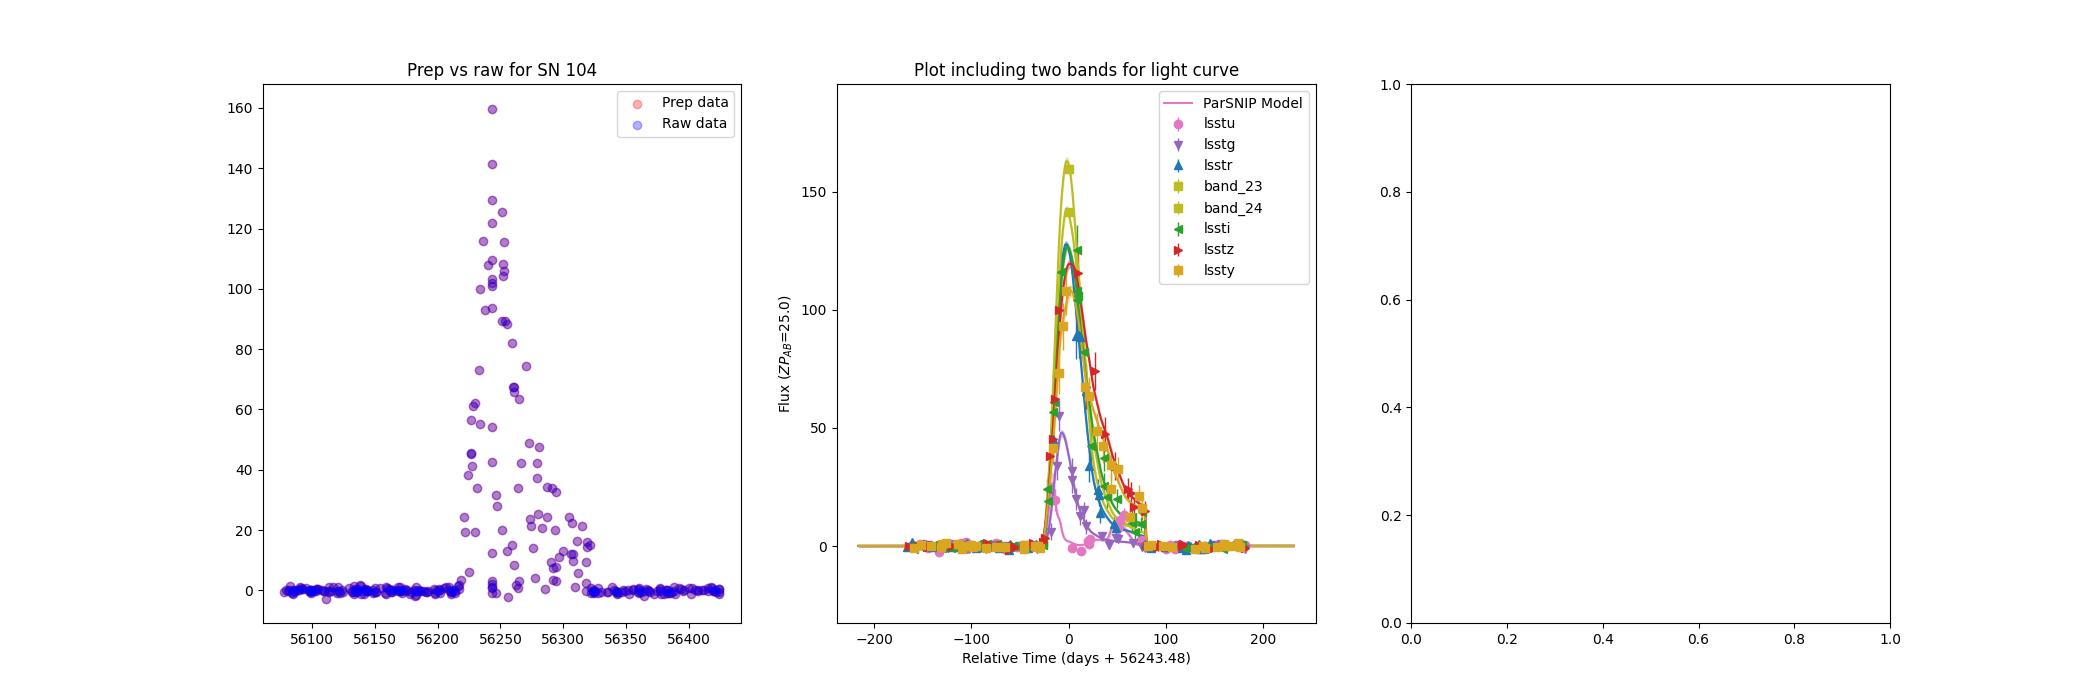 Prep vs raw for SN 104
160
140
120
100
80
60
40
20
0
56100 56150 56200 56250 56300 56350 56400
Prep data
Raw data
Plot including two bands for light curve
Flux (ZP_AB=25.0)
150
100
50
0
−200 −100 0 100 200
Relative Time (days + 56243.48)
ParSNIP Model
lsstu
lsstg
lsstr
band_23
band_24
lssti
lsstz
lssty
1.0
0.8
0.6
0.4
0.2
0.0
0.0 0.2 0.4 0.6 0.8 1.0